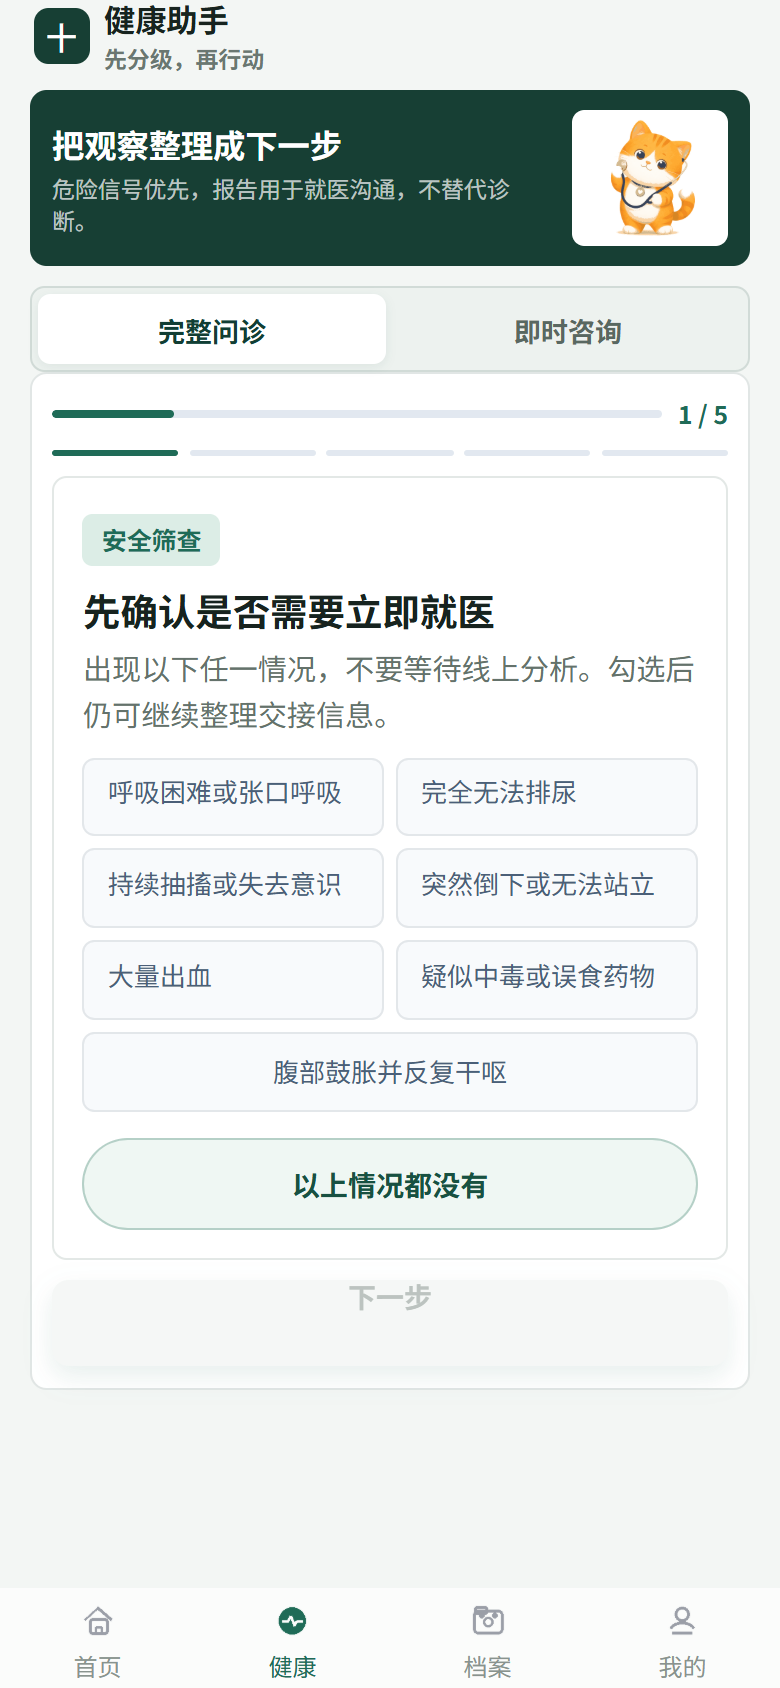 健康助手
先分级，再行动
把观察整理成下一步
危险信号优先，报告用于就医沟通，不替代诊
断。
完整问诊
即时咨询
1 / 5
安全筛查
先确认是否需要立即就医
出现以下任一情况，不要等待线上分析。勾选后
仍可继续整理交接信息。
呼吸困难或张口呼吸
完全无法排尿
持续抽搐或失去意识
突然倒下或无法站立
大量出血
疑似中毒或误食药物
腹部鼓胀并反复干呕
以上情况都没有
下一步
首页
健康
档案
我的